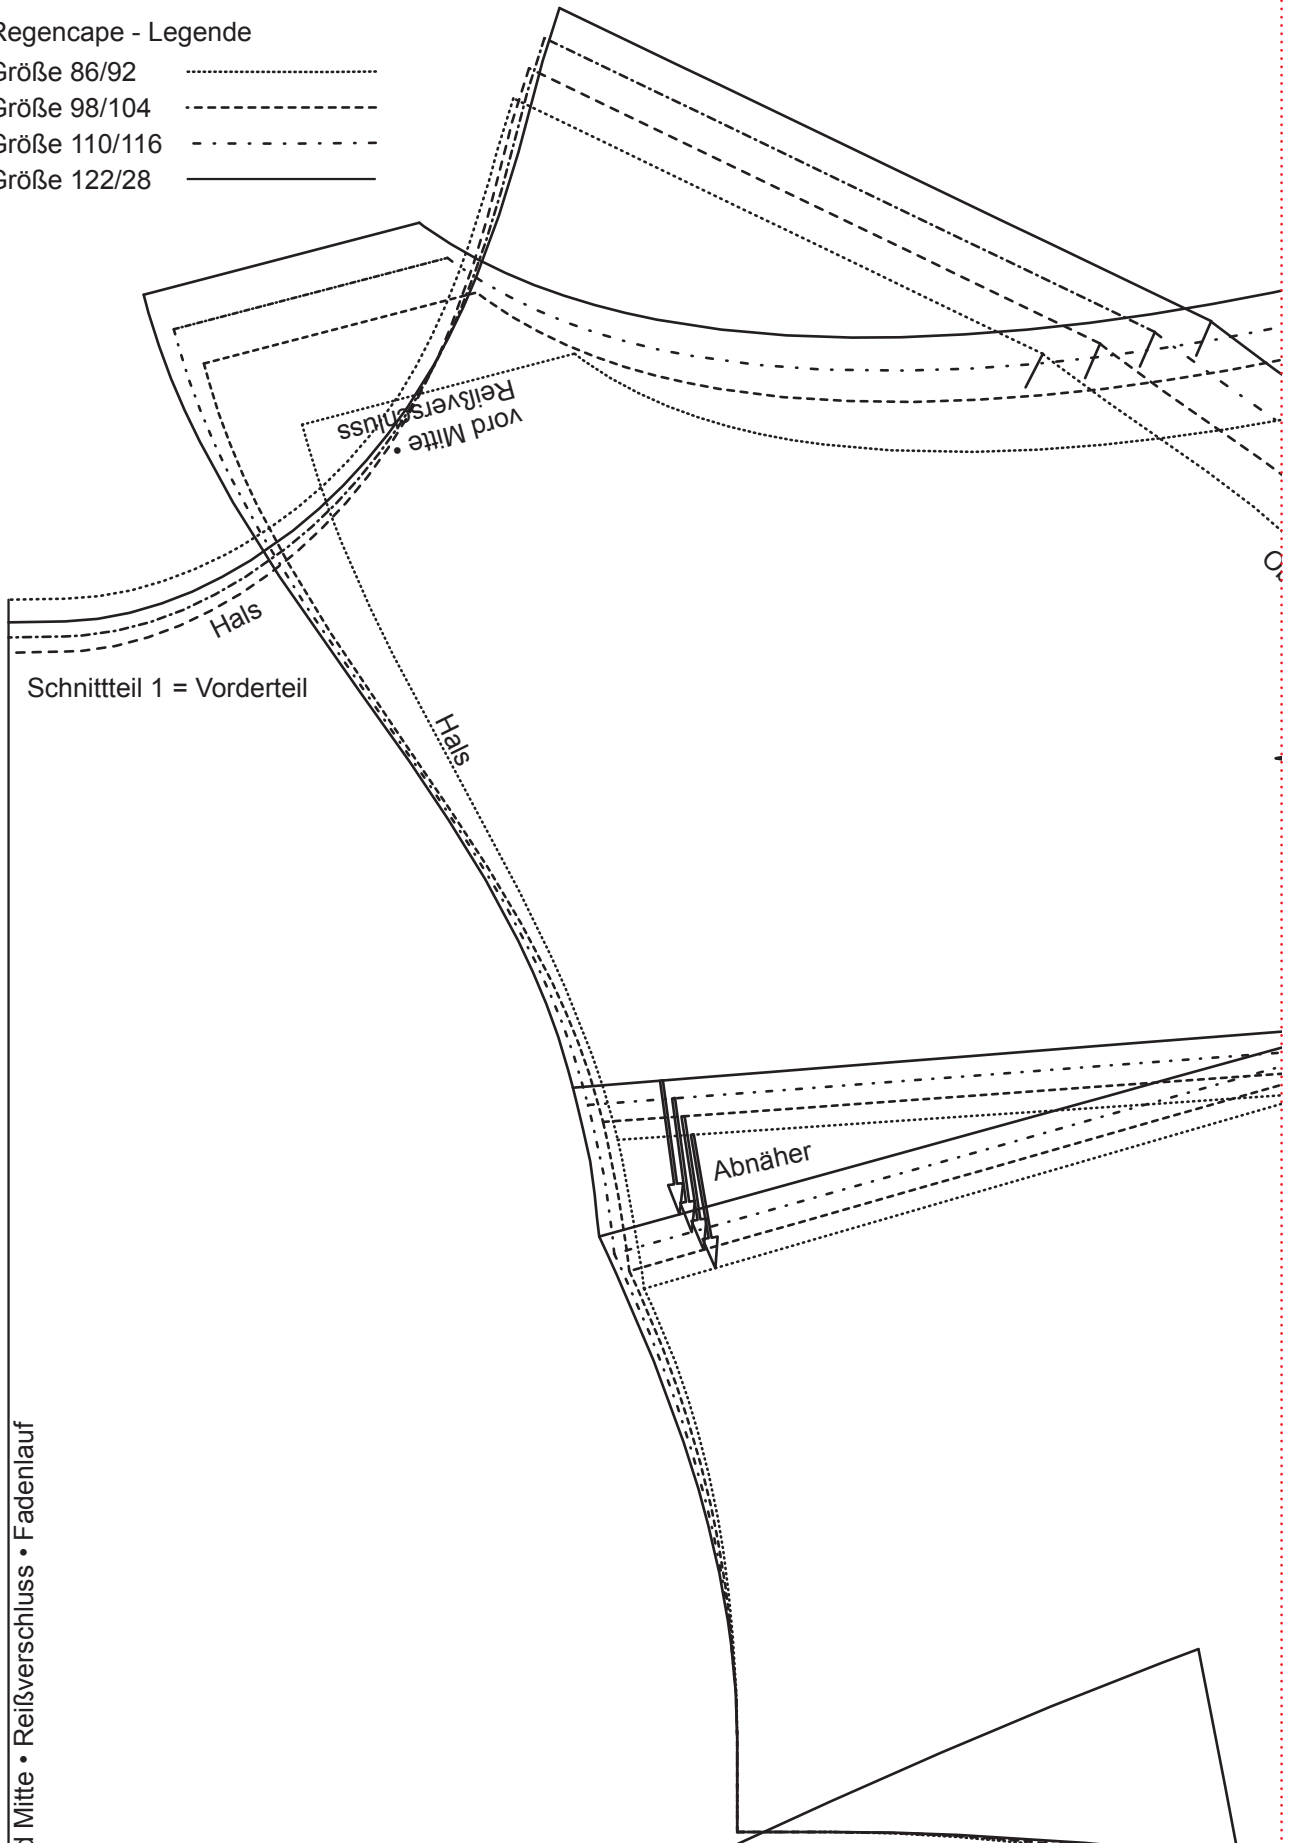 Regencape - Legende
Größe 86/92
Größe 98/104
Größe 110/116
Größe 122/28
Reißverschluss
vord Mitte •
Hals
Schnittteil 1 = Vorderteil
Hals
Abnäher
Mitte • Reißverschluss • Fadenlauf